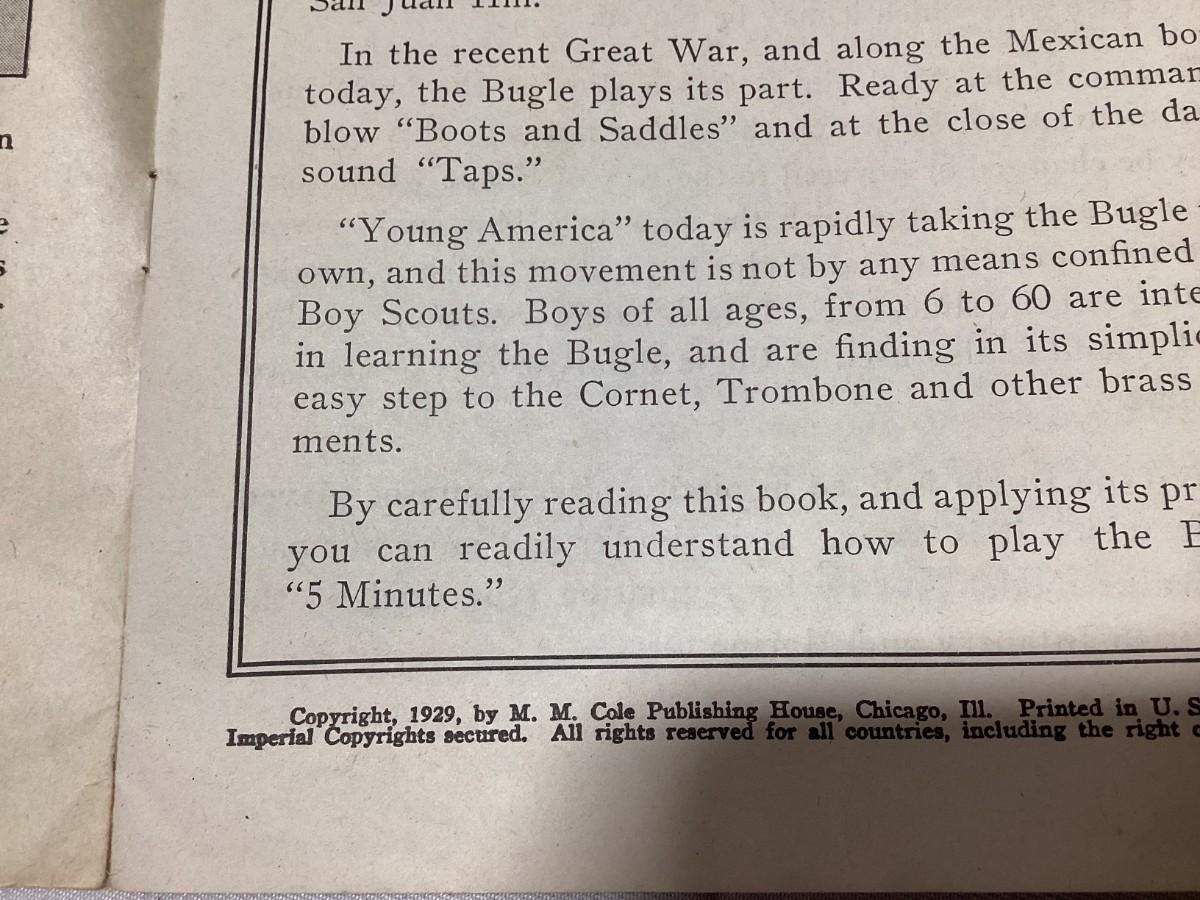 San Juan Hill.
In the recent Great War, and along the Mexican bo
today, the Bugle plays its part. Ready at the comman
blow “Boots and Saddles” and at the close of the da
sound “Taps.”
“Young America” today is rapidly taking the Bugle
own, and this movement is not by any means confined
Boy Scouts. Boys of all ages, from 6 to 60 are inte
in learning the Bugle, and are finding in its simplic
easy step to the Cornet, Trombone and other brass
ments.
By carefully reading this book, and applying its pr
you can readily understand how to play the B
“5 Minutes.”
Copyright, 1929, by M. M. Cole Publishing House, Chicago, Ill. Printed in U. S
Imperial Copyrights secured. All rights reserved for all countries, including the right